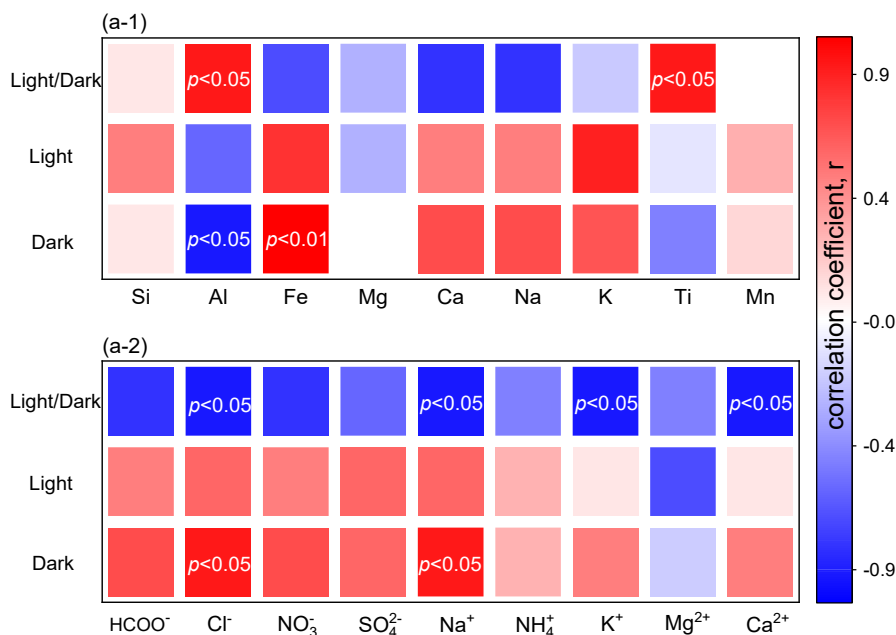 (a-1)
Light/Dark p<0.05 p<0.05
Light
Dark p<0.05 p<0.01
Si Al Fe Mg Ca Na K Ti Mn
(a-2)
Light/Dark p<0.05 p<0.05 p<0.05 p<0.05
Light
Dark p<0.05 p<0.05
HCOO⁻ Cl⁻ NO₃⁻ SO₄²⁻ Na⁺ NH₄⁺ K⁺ Mg²⁺ Ca²⁺
0.9
0.4
-0.0
-0.4
-0.9
correlation coefficient, r